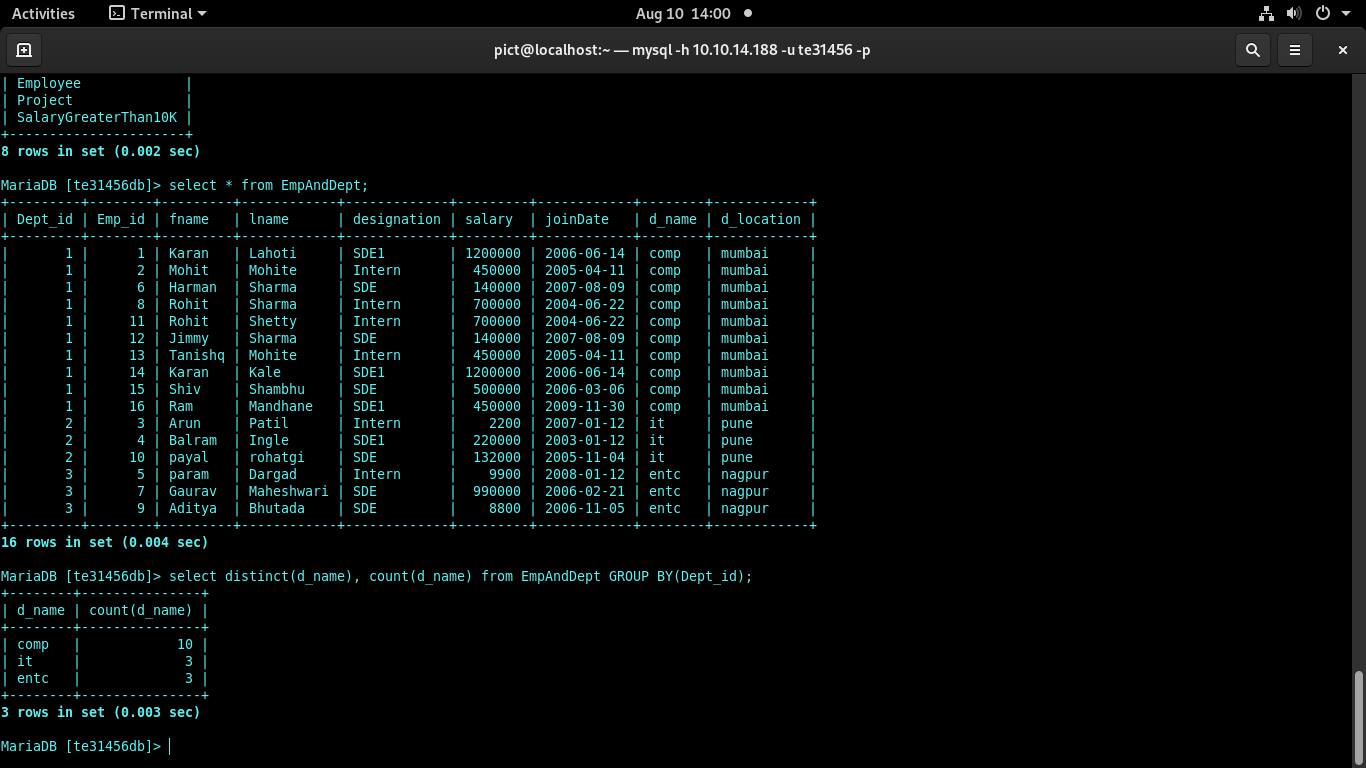 Activities Terminal Aug 10 14:00
pict@localhost:~ — mysql -h 10.10.14.188 -u te31456 -p
| Employee             |
| Project              |
| SalaryGreaterThan10K |
+----------------------+
8 rows in set (0.002 sec)
MariaDB [te31456db]> select * from EmpAndDept;
+---------+--------+---------+------------+-------------+---------+------------+--------+------------+
| Dept_id | Emp_id | fname   | lname      | designation | salary  | joinDate   | d_name | d_location |
+---------+--------+---------+------------+-------------+---------+------------+--------+------------+
|       1 |      1 | Karan   | Lahoti     | SDE1        | 1200000 | 2006-06-14 | comp   | mumbai     |
|       1 |      2 | Mohit   | Mohite     | Intern      |  450000 | 2005-04-11 | comp   | mumbai     |
|       1 |      6 | Harman  | Sharma     | SDE         |  140000 | 2007-08-09 | comp   | mumbai     |
|       1 |      8 | Rohit   | Sharma     | Intern      |  700000 | 2004-06-22 | comp   | mumbai     |
|       1 |     11 | Rohit   | Shetty     | Intern      |  700000 | 2004-06-22 | comp   | mumbai     |
|       1 |     12 | Jimmy   | Sharma     | SDE         |  140000 | 2007-08-09 | comp   | mumbai     |
|       1 |     13 | Tanishq | Mohite     | Intern      |  450000 | 2005-04-11 | comp   | mumbai     |
|       1 |     14 | Karan   | Kale       | SDE1        | 1200000 | 2006-06-14 | comp   | mumbai     |
|       1 |     15 | Shiv    | Shambhu    | SDE         |  500000 | 2006-03-06 | comp   | mumbai     |
|       1 |     16 | Ram     | Mandhane   | SDE1        |  450000 | 2009-11-30 | comp   | mumbai     |
|       2 |      3 | Arun    | Patil      | Intern      |    2200 | 2007-01-12 | it     | pune       |
|       2 |      4 | Balram  | Ingle      | SDE1        |  220000 | 2003-01-12 | it     | pune       |
|       2 |     10 | payal   | rohatgi    | SDE         |  132000 | 2005-11-04 | it     | pune       |
|       3 |      5 | param   | Dargad     | Intern      |    9900 | 2008-01-12 | entc   | nagpur     |
|       3 |      7 | Gaurav  | Maheshwari | SDE         |  990000 | 2006-02-21 | entc   | nagpur     |
|       3 |      9 | Aditya  | Bhutada    | SDE         |    8800 | 2006-11-05 | entc   | nagpur     |
+---------+--------+---------+------------+-------------+---------+------------+--------+------------+
16 rows in set (0.004 sec)
MariaDB [te31456db]> select distinct(d_name), count(d_name) from EmpAndDept GROUP BY(Dept_id);
+--------+---------------+
| d_name | count(d_name) |
+--------+---------------+
| comp   |            10 |
| it     |             3 |
| entc   |             3 |
+--------+---------------+
3 rows in set (0.003 sec)
MariaDB [te31456db]>